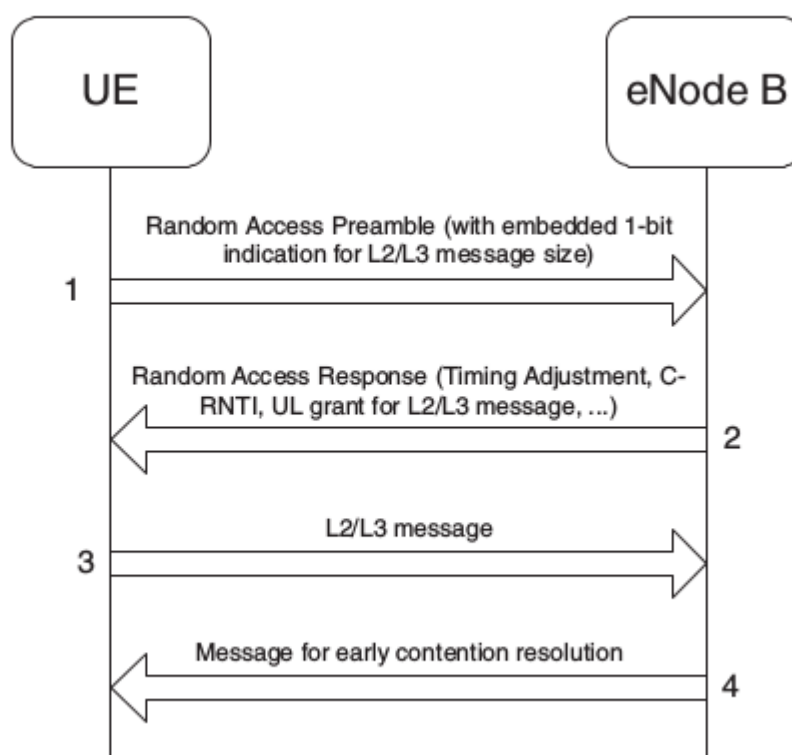 UE
eNode B
Random Access Preamble (with embedded 1-bit
indication for L2/L3 message size)
1
Random Access Response (Timing Adjustment, C-
RNTI, UL grant for L2/L3 message, ...)
2
L2/L3 message
3
Message for early contention resolution
4